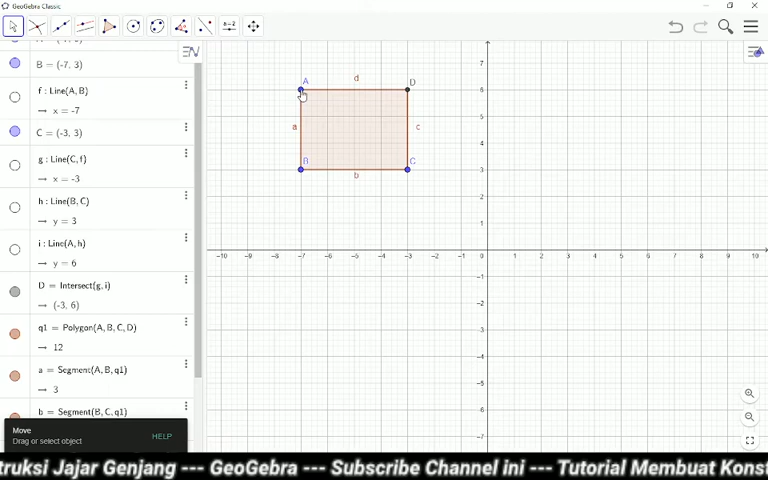 GeoGebra Classic
B = (-7, 3)
f : Line(A, B)
→ x = -7
C = (-3, 3)
g : Line(C, f)
→ x = -3
h : Line(B, C)
→ y = 3
i : Line(A, h)
→ y = 6
D = Intersect(g, i)
→ (-3, 6)
q1 = Polygon(A, B, C, D)
→ 12
a = Segment(A, B, q1)
→ 3
b = Segment(B, C, q1)
Move
Drag or select object
HELP
a=2
A
d
D
a
c
B
C
b
7
6
5
4
3
2
1
-10 -9 -8 -7 -6 -5 -4 -3 -2 -1 0 1 2 3 4 5 6 7 8 9 10
-1
-2
-3
-4
-5
-6
-7
truksi Jajar Genjang --- GeoGebra --- Subscribe Channel ini --- Tutorial Membuat Konst